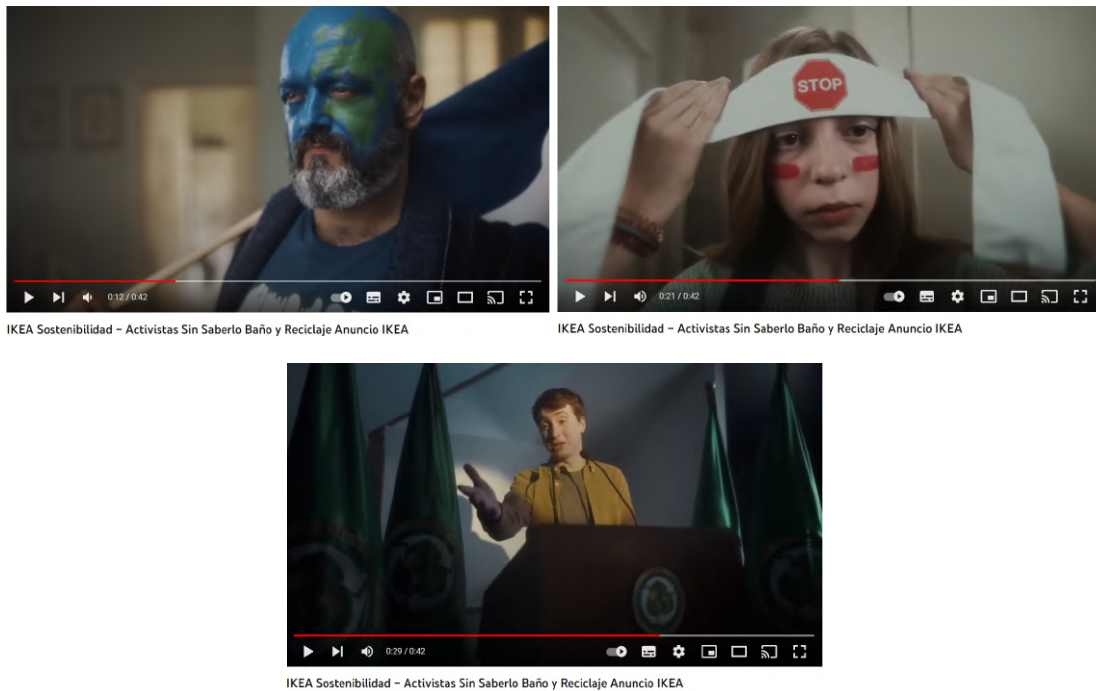 STOP
0:12 / 0:42
0:21 / 0:42
IKEA Sostenibilidad – Activistas Sin Saberlo Baño y Reciclaje Anuncio IKEA
IKEA Sostenibilidad – Activistas Sin Saberlo Baño y Reciclaje Anuncio IKEA
0:29 / 0:42
IKEA Sostenibilidad – Activistas Sin Saberlo Baño y Reciclaje Anuncio IKEA